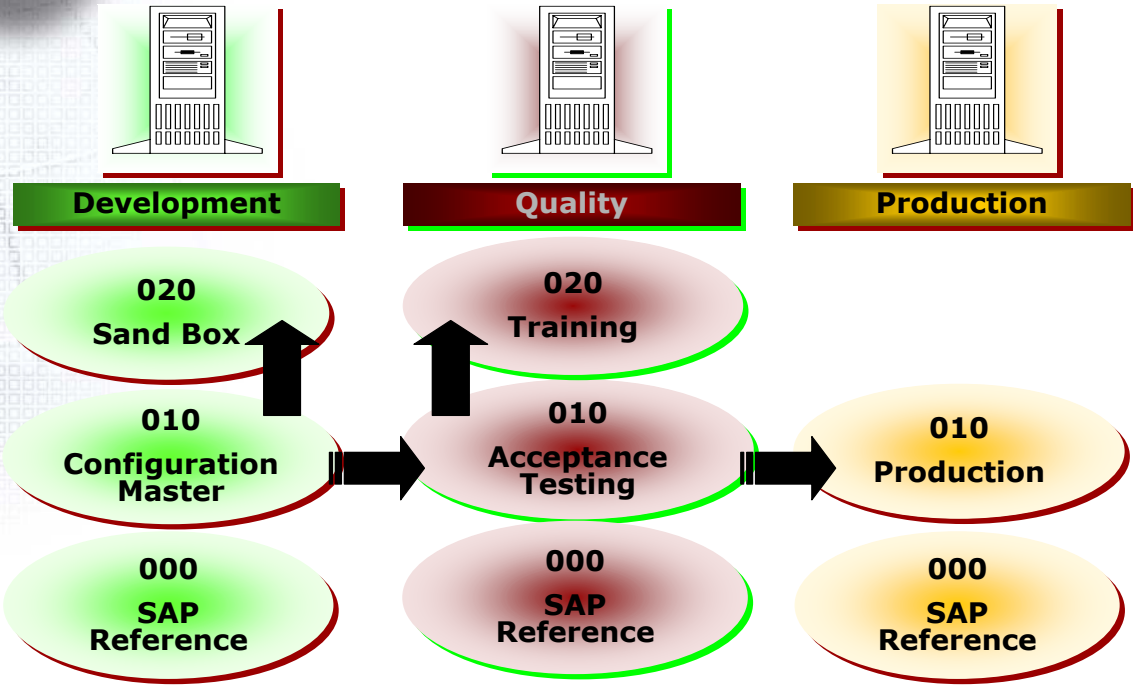 Development
Quality
Production
020
Sand Box
020
Training
010
Configuration
Master
010
Acceptance
Testing
010
Production
000
SAP
Reference
000
SAP
Reference
000
SAP
Reference